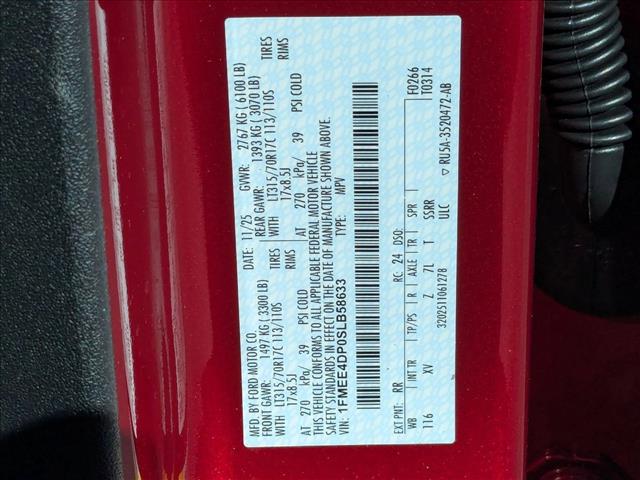 MFD. BY FORD MOTOR CO. DATE: 11/25 GVWR: 2767 KG ( 6100 LB)
FRONT GAWR: 1497 KG ( 3300 LB) REAR GAWR: 1393 KG ( 3070 LB)
WITH LT315/70R17C 113/110S TIRES WITH LT315/70R17C 113/110S TIRES
17x8.5J RIMS 17x8.5J RIMS
AT 270 kPa/ 39 PSI COLD AT 270 kPa/ 39 PSI COLD
THIS VEHICLE CONFORMS TO ALL APPLICABLE FEDERAL MOTOR VEHICLE
SAFETY STANDARDS IN EFFECT ON THE DATE OF MANUFACTURE SHOWN ABOVE.
VIN: 1FMEE4DP0SLB58633 TYPE: MPV
EXT PNT: RR RC: 24 DSO: F0266
T0314
WB INT TR TP/PS R AXLE TR SPR
116 XV Z 7L T SSRR
ULC
3202511061278
▽ RU5A-3520472-AB